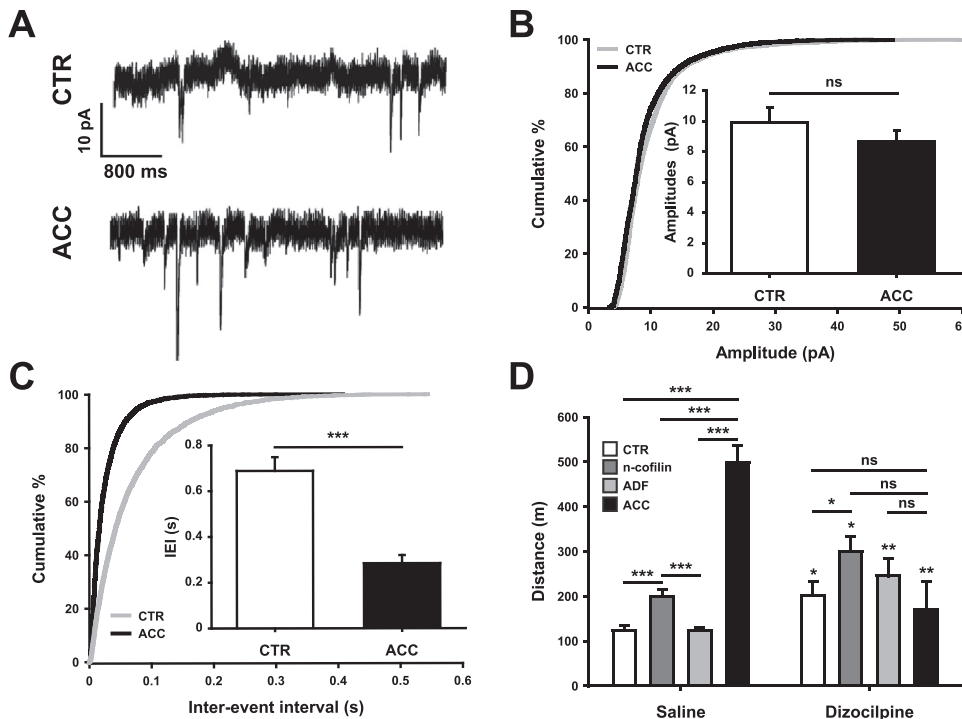 A
CTR
10 pA
800 ms
ACC
B
Cumulative %
100
80
60
40
20
0
CTR
ACC
ns
Amplitudes (pA)
12
10
8
6
4
2
0
CTR
ACC
0
10
20
30
40
50
60
Amplitude (pA)
C
Cumulative %
100
80
60
40
20
0
CTR
ACC
***
IEI (s)
0.8
0.6
0.4
0.2
0
CTR
ACC
0
0.1
0.2
0.3
0.4
0.5
0.6
Inter-event interval (s)
D
Distance (m)
600
500
400
300
200
100
0
CTR
n-cofilin
ADF
ACC
***
***
***
***
***
ns
ns
ns
*
*
*
**
**
Saline
Dizocilpine